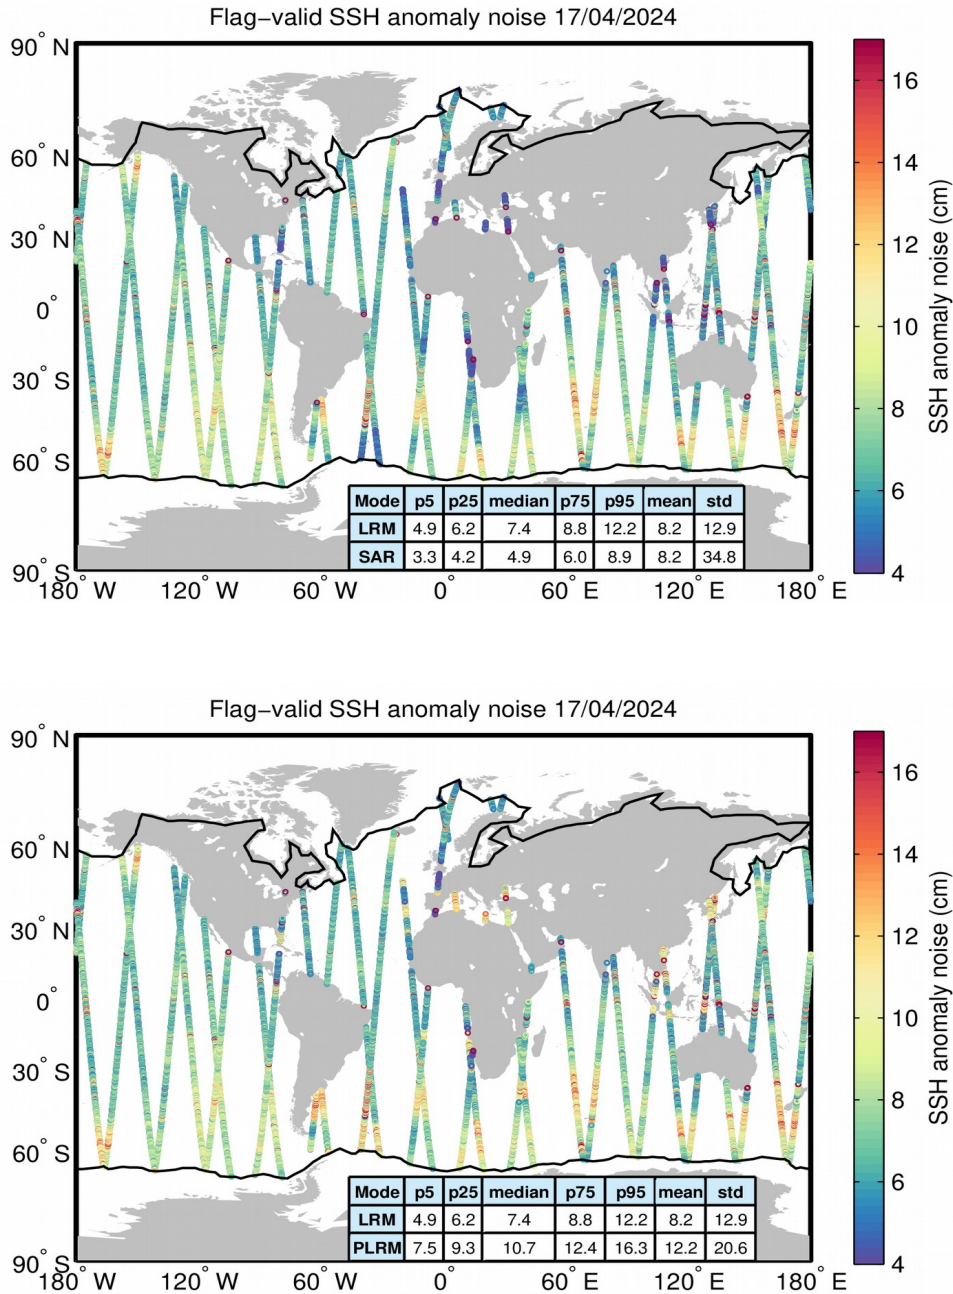 Flag−valid SSH anomaly noise 17/04/2024
90° N
60° N
30° N
0°
30° S
60° S
90° S
180° W
120° W
60° W
0°
60° E
120° E
180° E
16
14
12
10
8
6
4
SSH anomaly noise (cm)
Mode p5 p25 median p75 p95 mean std
LRM 4.9 6.2 7.4 8.8 12.2 8.2 12.9
SAR 3.3 4.2 4.9 6.0 8.9 8.2 34.8
Flag−valid SSH anomaly noise 17/04/2024
90° N
60° N
30° N
0°
30° S
60° S
90° S
180° W
120° W
60° W
0°
60° E
120° E
180° E
16
14
12
10
8
6
4
SSH anomaly noise (cm)
Mode p5 p25 median p75 p95 mean std
LRM 4.9 6.2 7.4 8.8 12.2 8.2 12.9
PLRM 7.5 9.3 10.7 12.4 16.3 12.2 20.6